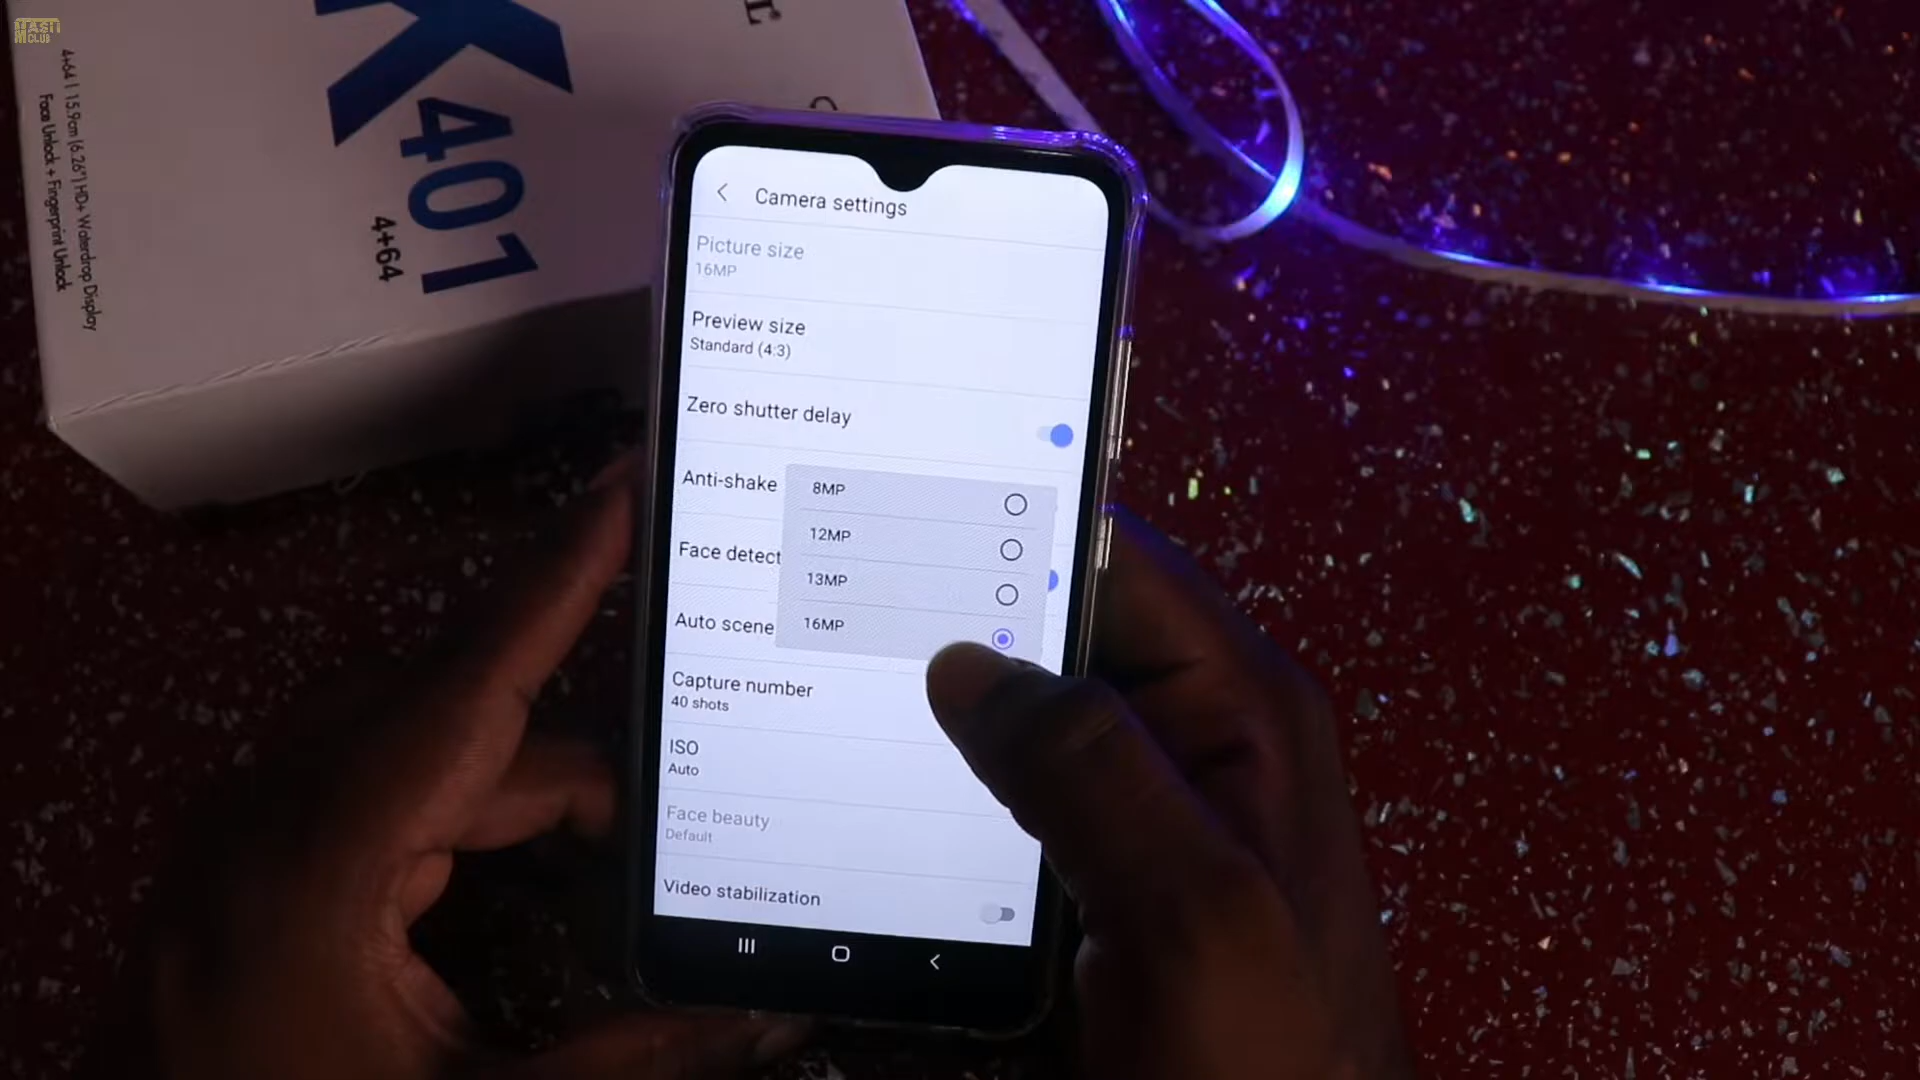 K401
4+64
4+64 | 15.9cm (6.26") HD+ Waterdrop Display
Face Unlock + Fingerprint Unlock
Camera settings
Picture size
16MP
Preview size
Standard (4:3)
Zero shutter delay
Anti-shake
8MP
12MP
Face detect
13MP
Auto scene
16MP
Capture number
40 shots
ISO
Auto
Face beauty
Default
Video stabilization